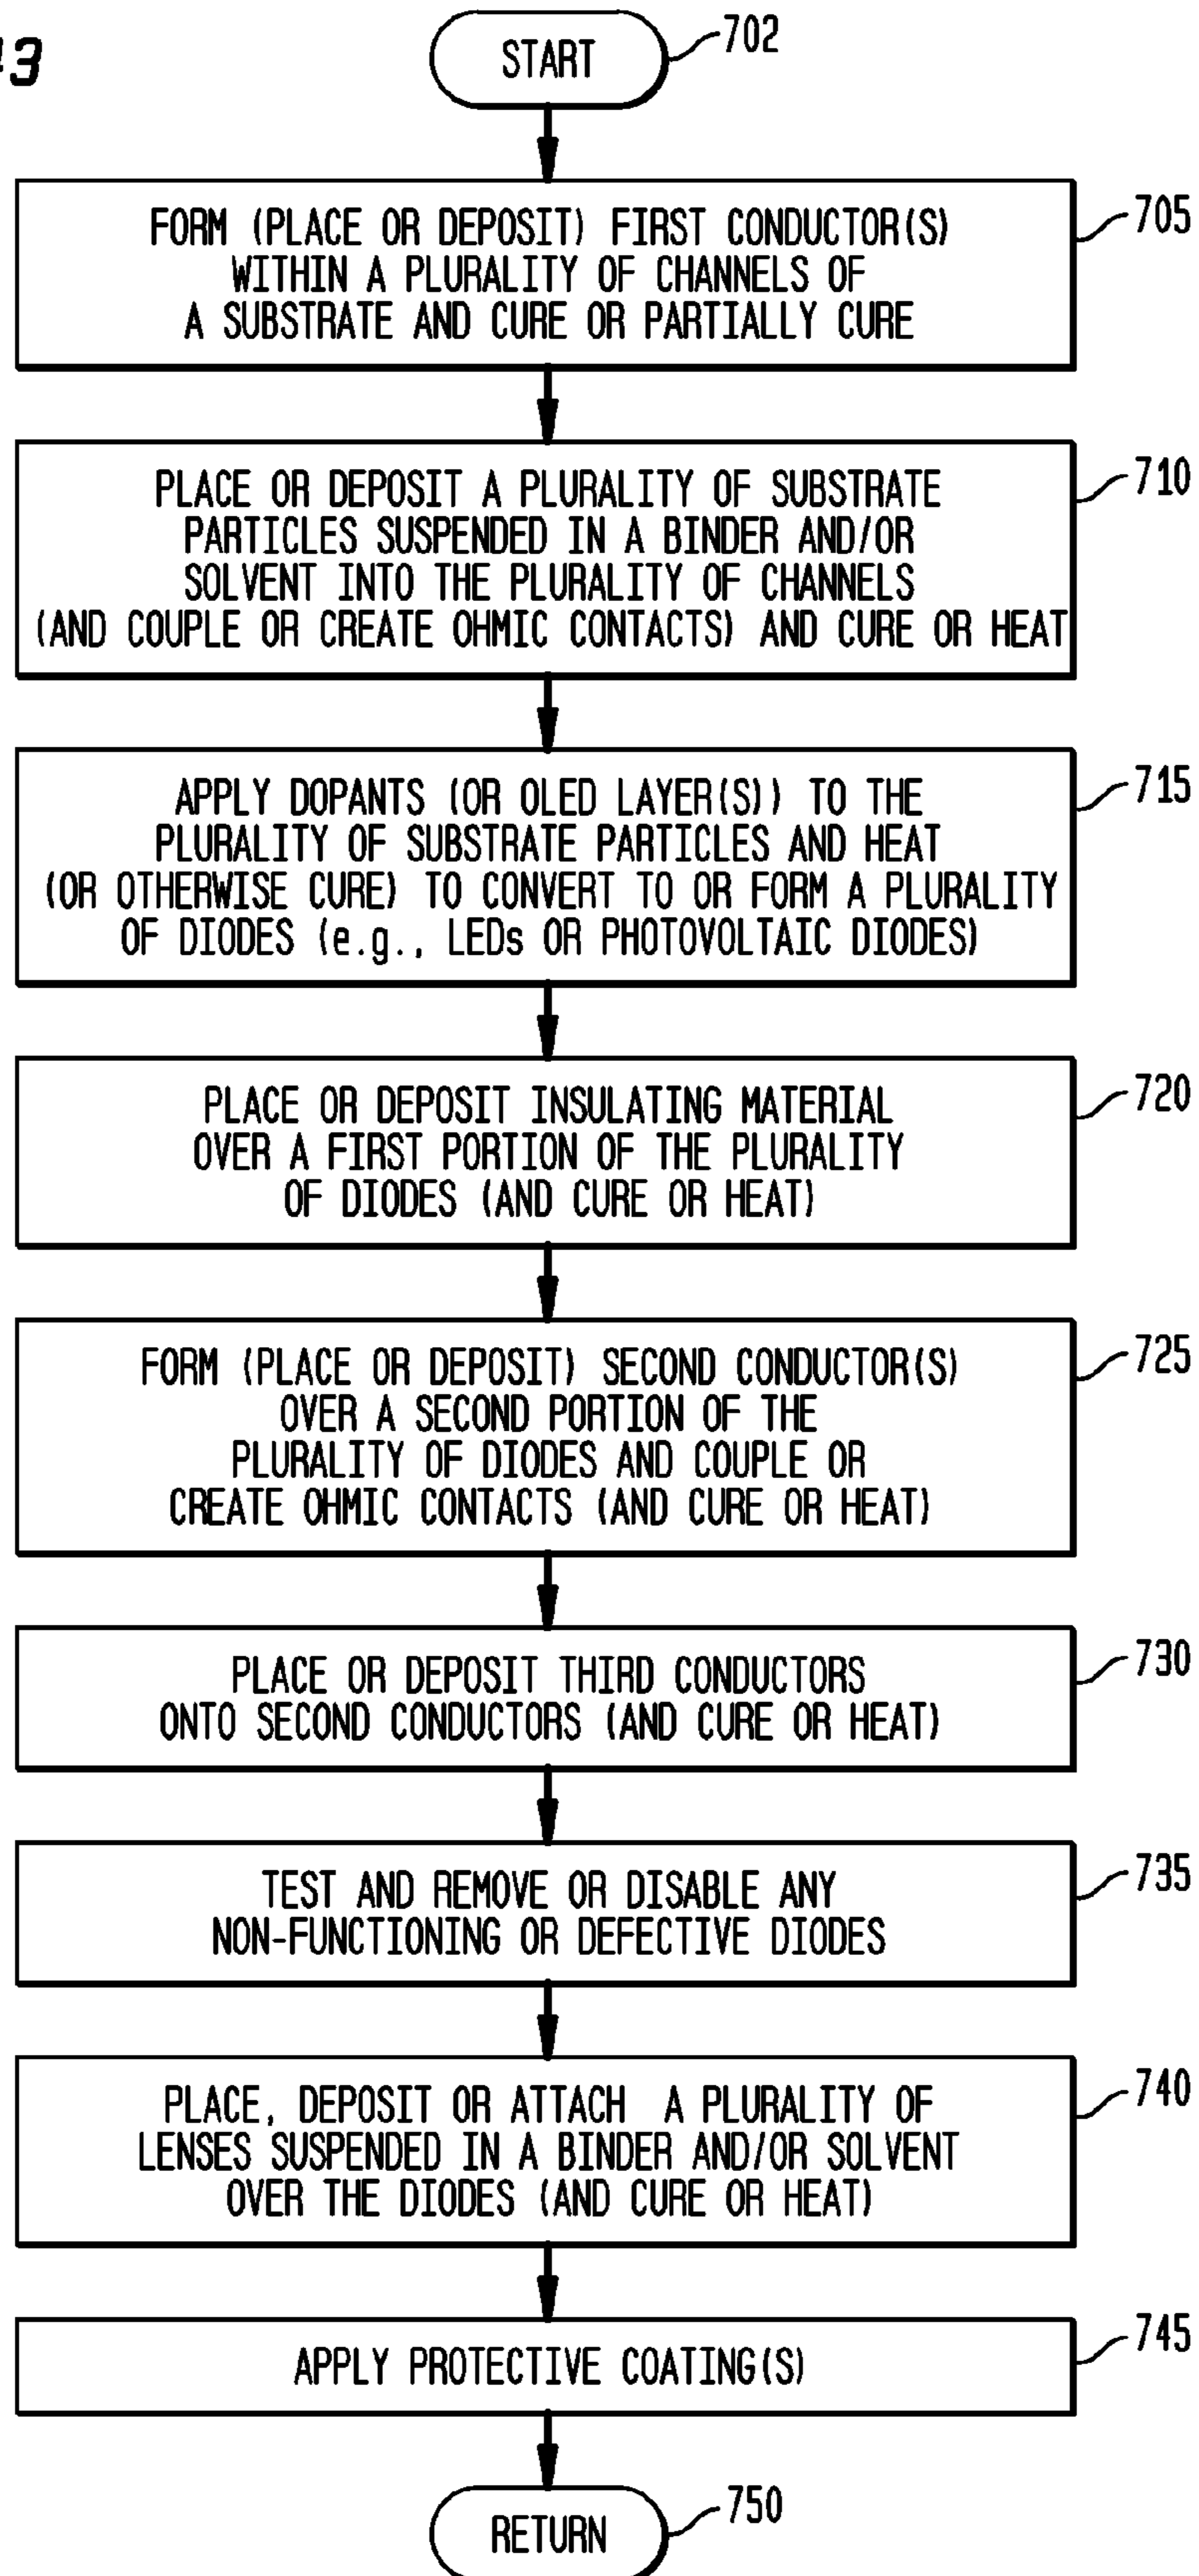 START
702
FORM (PLACE OR DEPOSIT) FIRST CONDUCTOR(S)
WITHIN A PLURALITY OF CHANNELS OF
A SUBSTRATE AND CURE OR PARTIALLY CURE
705
PLACE OR DEPOSIT A PLURALITY OF SUBSTRATE
PARTICLES SUSPENDED IN A BINDER AND/OR
SOLVENT INTO THE PLURALITY OF CHANNELS
(AND COUPLE OR CREATE OHMIC CONTACTS) AND CURE OR HEAT
710
APPLY DOPANTS (OR OLED LAYER(S)) TO THE
PLURALITY OF SUBSTRATE PARTICLES AND HEAT
(OR OTHERWISE CURE) TO CONVERT TO OR FORM A PLURALITY
OF DIODES (e.g., LEDs OR PHOTOVOLTAIC DIODES)
715
PLACE OR DEPOSIT INSULATING MATERIAL
OVER A FIRST PORTION OF THE PLURALITY
OF DIODES (AND CURE OR HEAT)
720
FORM (PLACE OR DEPOSIT) SECOND CONDUCTOR(S)
OVER A SECOND PORTION OF THE
PLURALITY OF DIODES AND COUPLE OR
CREATE OHMIC CONTACTS (AND CURE OR HEAT)
725
PLACE OR DEPOSIT THIRD CONDUCTORS
ONTO SECOND CONDUCTORS (AND CURE OR HEAT)
730
TEST AND REMOVE OR DISABLE ANY
NON-FUNCTIONING OR DEFECTIVE DIODES
735
PLACE, DEPOSIT OR ATTACH A PLURALITY OF
LENSES SUSPENDED IN A BINDER AND/OR SOLVENT
OVER THE DIODES (AND CURE OR HEAT)
740
APPLY PROTECTIVE COATING(S)
745
RETURN
750